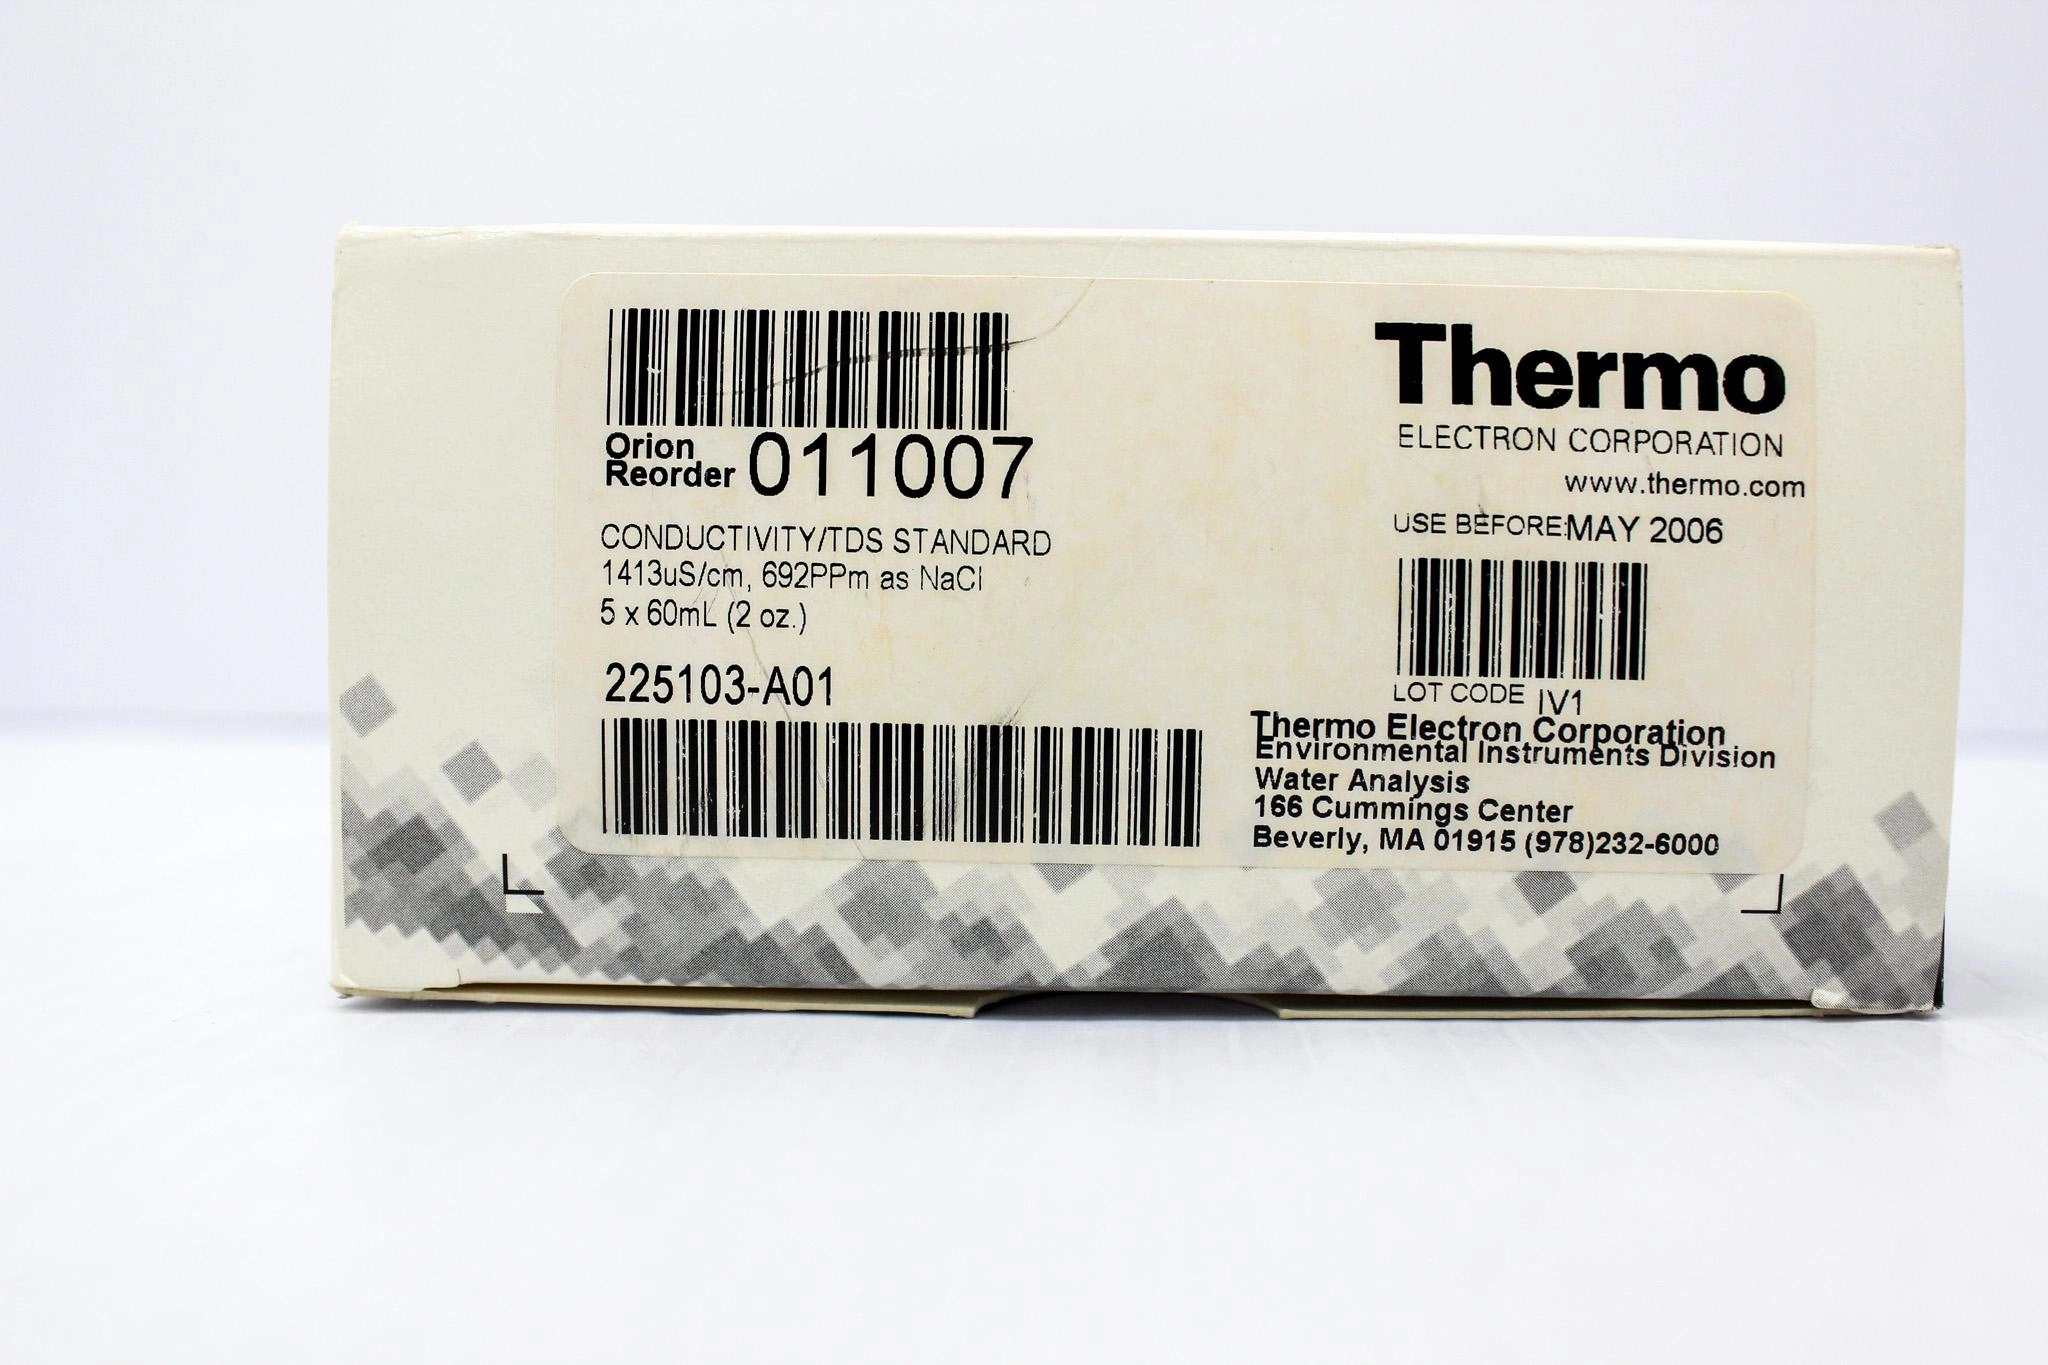 Orion
Reorder 011007
CONDUCTIVITY/TDS STANDARD
1413uS/cm, 692PPm as NaCl
5 x 60mL (2 oz.)
225103-A01
Thermo
ELECTRON CORPORATION
www.thermo.com
USE BEFORE:MAY 2006
LOT CODE IV1
Thermo Electron Corporation
Environmental Instruments Division
Water Analysis
166 Cummings Center
Beverly, MA 01915 (978)232-6000